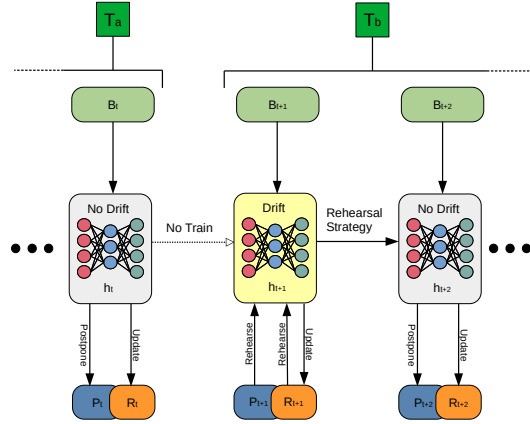 Ta
Tb
Bt
Bt+1
Bt+2
No Drift
Drift
No Drift
No Train
Rehearsal
Strategy
ht
ht+1
ht+2
Postpone
Update
Rehearse
Rehearse
Update
Postpone
Update
Pt
Rt
Pt+1
Rt+1
Pt+2
Rt+2